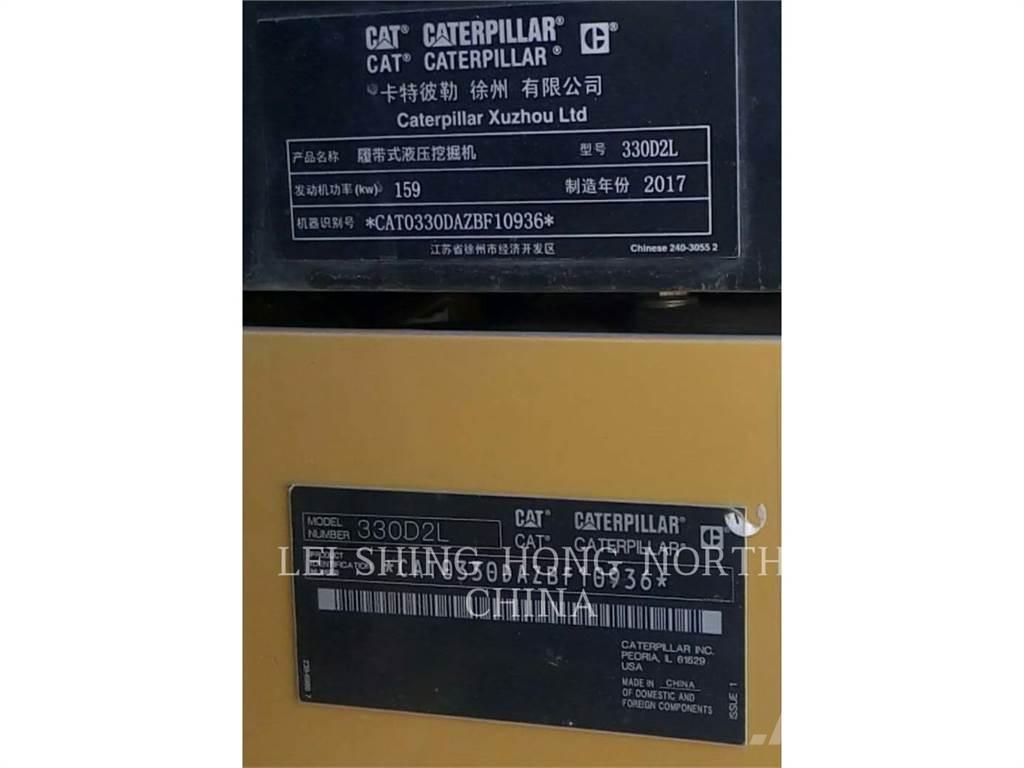 CAT® CATERPILLAR®
CAT® CATERPILLAR®
卡特彼勒 徐州 有限公司
Caterpillar Xuzhou Ltd
产品名称 履带式液压挖掘机 型号 330D2L
发动机功率(kw) 159 制造年份 2017
机器识别号 *CAT0330DAZBF10936*
江苏省徐州市经济开发区 Chinese 240-3055 2
MODEL NUMBER 330D2L
CAT® CATERPILLAR®
CAT® CATERPILLAR®
*CAT0330DAZBF10936*
LEI SHING HONG NORTH
CHINA
CATERPILLAR INC.
PEORIA, IL 61629
USA
MADE IN CHINA
OF DOMESTIC AND
FOREIGN COMPONENTS
ISSUE 1